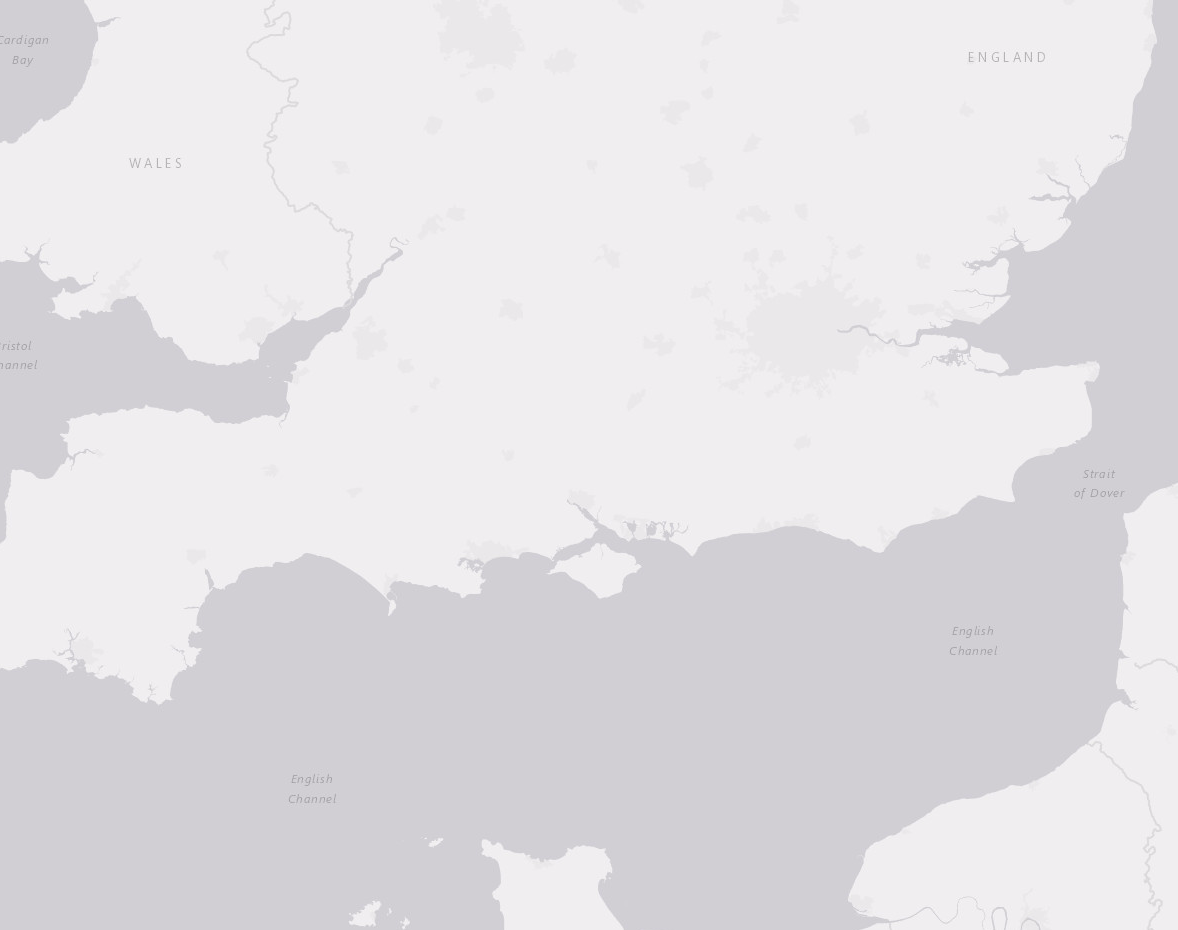 Cardigan
Bay
ENGLAND
WALES
ristol
hannel
Strait
of Dover
English
Channel
English
Channel